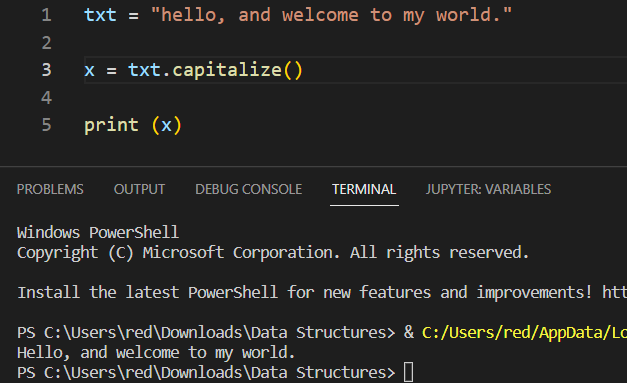 1 txt = "hello, and welcome to my world."
2
3 x = txt.capitalize()
4
5 print (x)
PROBLEMS OUTPUT DEBUG CONSOLE TERMINAL JUPYTER: VARIABLES
Windows PowerShell
Copyright (C) Microsoft Corporation. All rights reserved.
Install the latest PowerShell for new features and improvements! htt
PS C:\Users\red\Downloads\Data Structures> & C:/Users/red/AppData/Lo
Hello, and welcome to my world.
PS C:\Users\red\Downloads\Data Structures>